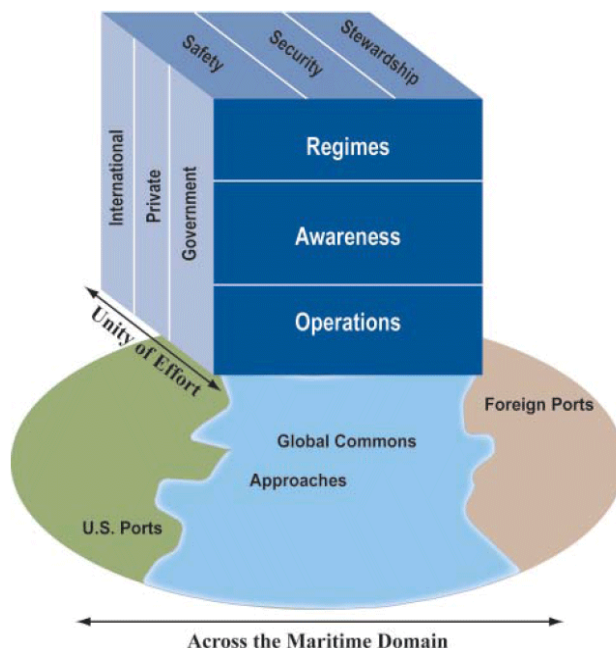 Safety
Security
Stewardship
International
Private
Government
Regimes
Awareness
Operations
Unity of Effort
Foreign Ports
Global Commons
Approaches
U.S. Ports
Across the Maritime Domain